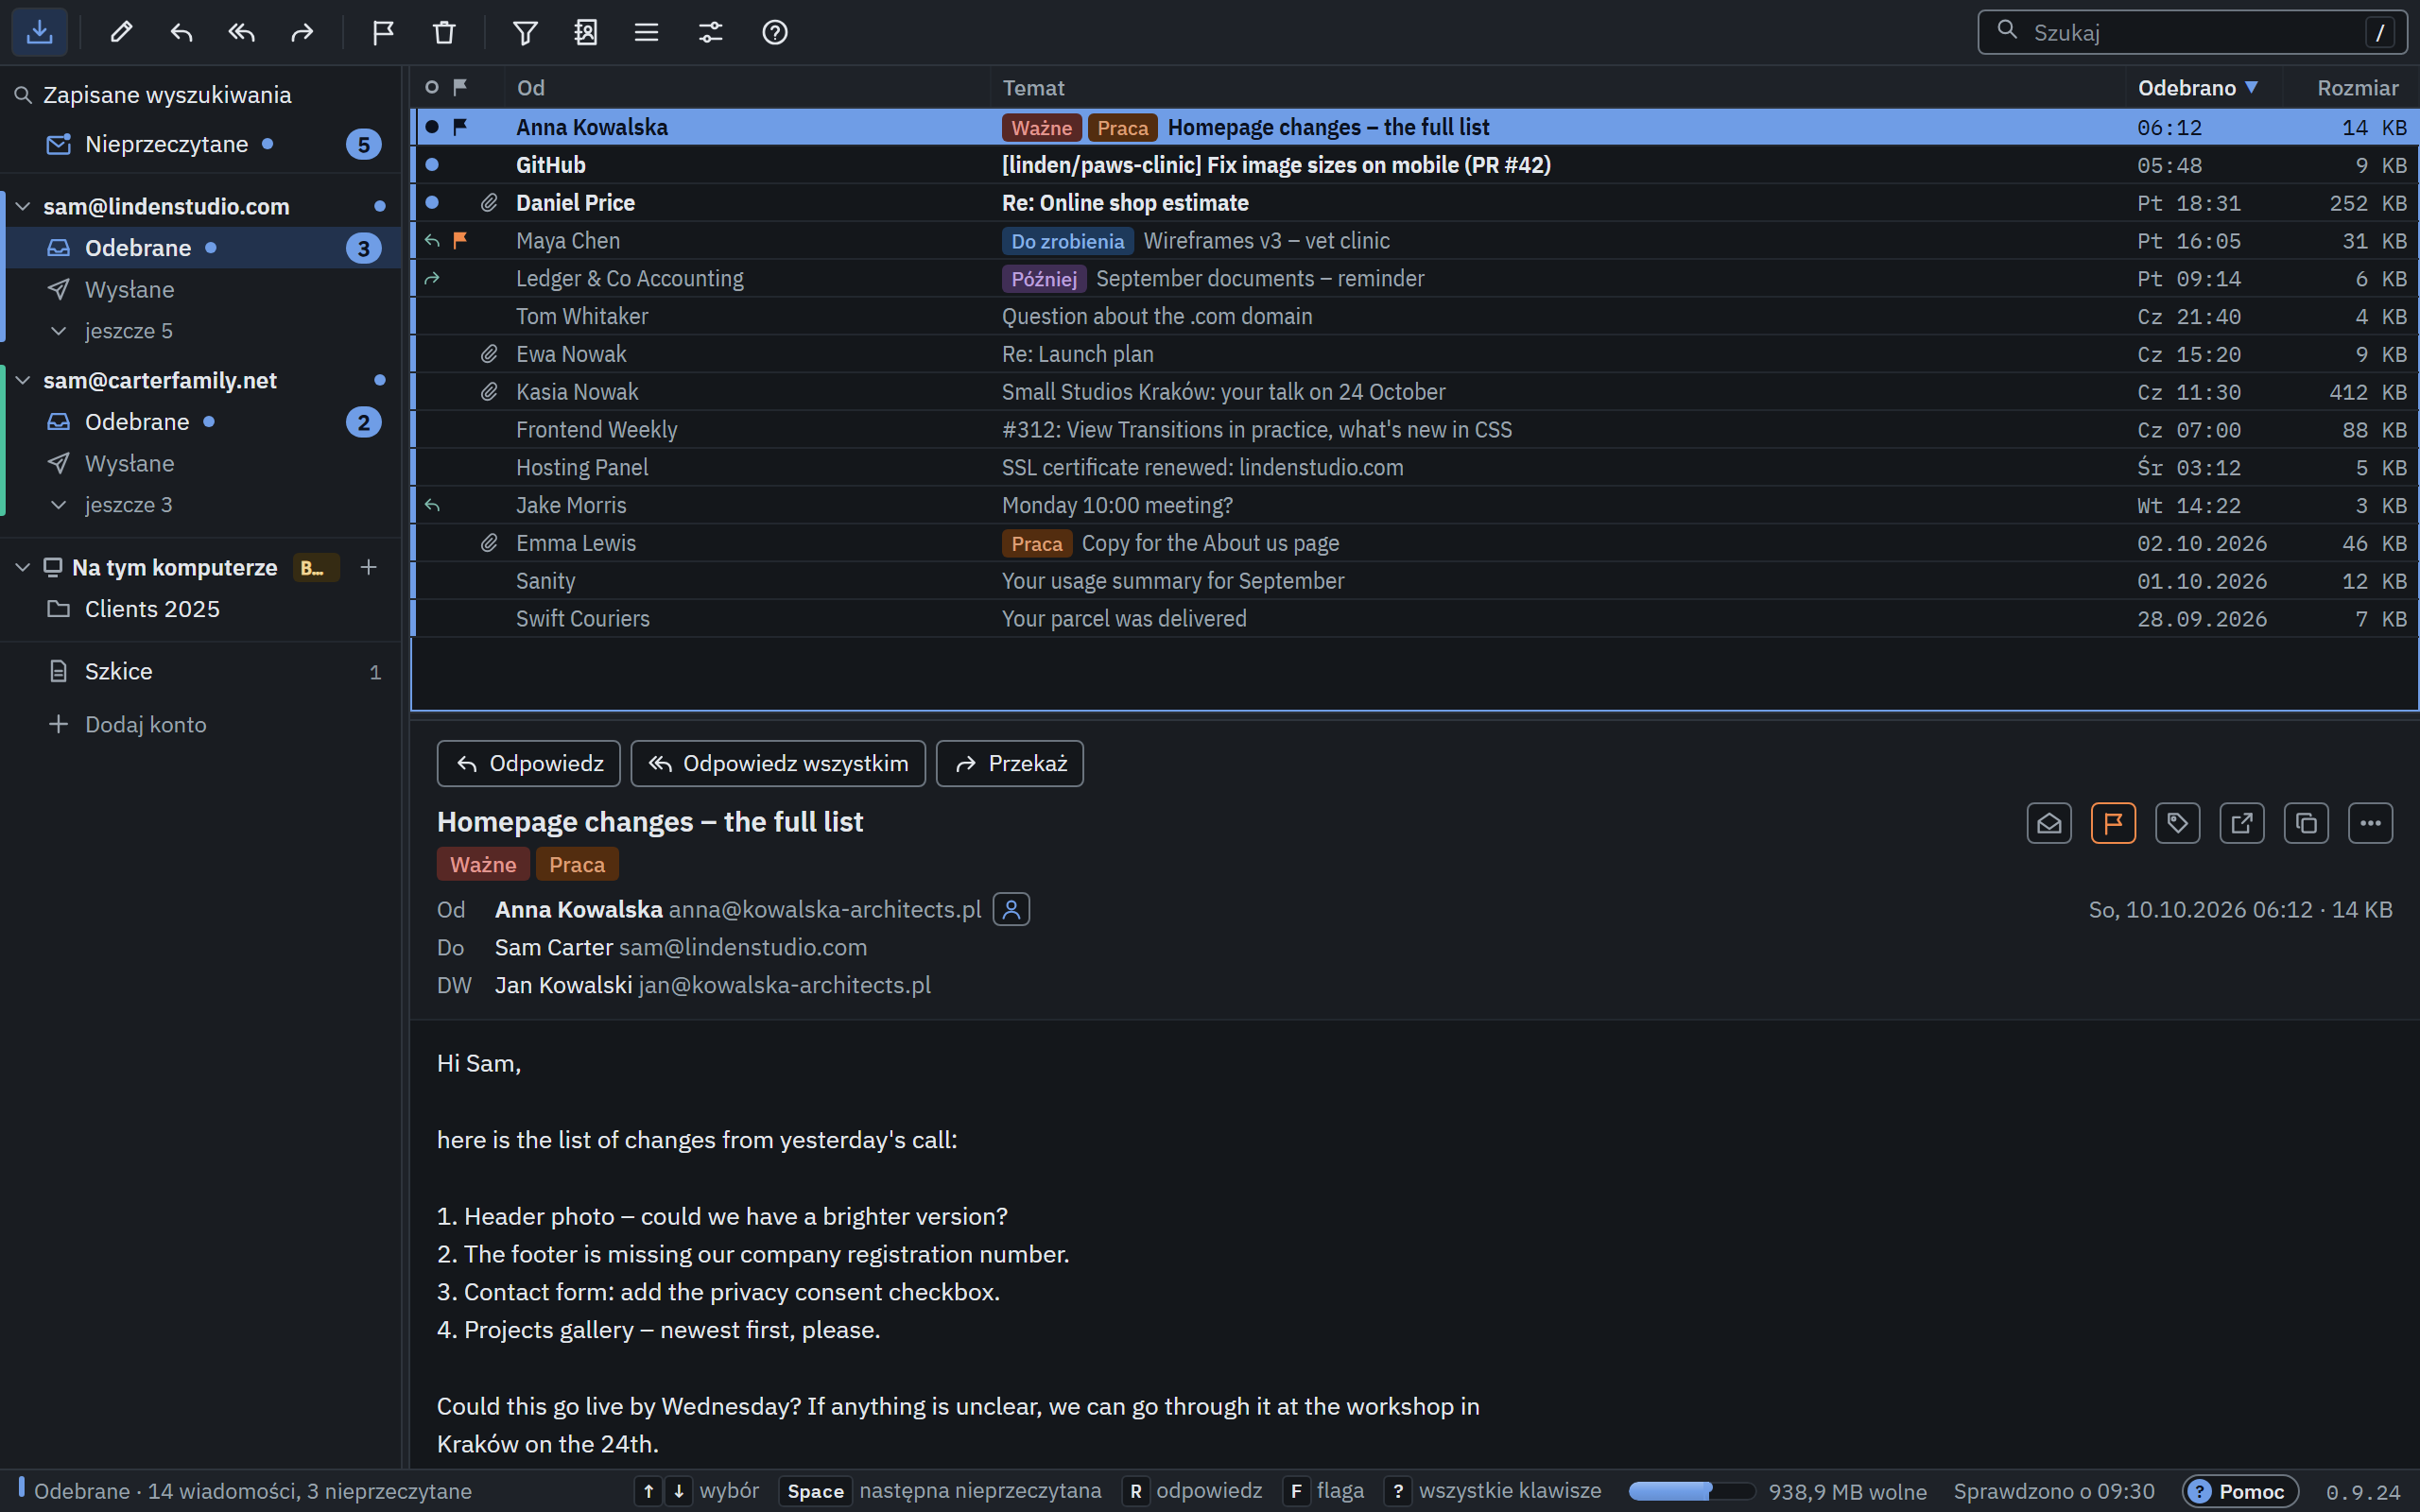 Szukaj /
Zapisane wyszukiwania
Nieprzeczytane 5
sam@lindenstudio.com
Odebrane 3
Wysłane
jeszcze 5
sam@carterfamily.net
Odebrane 2
Wysłane
jeszcze 3
Na tym komputerze B...
Clients 2025
Szkice 1
Dodaj konto
Od Temat Odebrano Rozmiar
Anna Kowalska Ważne Praca Homepage changes – the full list 06:12 14 KB
GitHub [linden/paws-clinic] Fix image sizes on mobile (PR #42) 05:48 9 KB
Daniel Price Re: Online shop estimate Pt 18:31 252 KB
Maya Chen Do zrobienia Wireframes v3 – vet clinic Pt 16:05 31 KB
Ledger & Co Accounting Później September documents – reminder Pt 09:14 6 KB
Tom Whitaker Question about the .com domain Cz 21:40 4 KB
Ewa Nowak Re: Launch plan Cz 15:20 9 KB
Kasia Nowak Small Studios Kraków: your talk on 24 October Cz 11:30 412 KB
Frontend Weekly #312: View Transitions in practice, what's new in CSS Cz 07:00 88 KB
Hosting Panel SSL certificate renewed: lindenstudio.com Śr 03:12 5 KB
Jake Morris Monday 10:00 meeting? Wt 14:22 3 KB
Emma Lewis Praca Copy for the About us page 02.10.2026 46 KB
Sanity Your usage summary for September 01.10.2026 12 KB
Swift Couriers Your parcel was delivered 28.09.2026 7 KB
Odpowiedz Odpowiedz wszystkim Przekaż
Homepage changes – the full list
Ważne Praca
Od Anna Kowalska anna@kowalska-architects.pl So, 10.10.2026 06:12 · 14 KB
Do Sam Carter sam@lindenstudio.com
DW Jan Kowalski jan@kowalska-architects.pl
Hi Sam,
here is the list of changes from yesterday's call:
1. Header photo – could we have a brighter version?
2. The footer is missing our company registration number.
3. Contact form: add the privacy consent checkbox.
4. Projects gallery – newest first, please.
Could this go live by Wednesday? If anything is unclear, we can go through it at the workshop in
Kraków on the 24th.
Odebrane · 14 wiadomości, 3 nieprzeczytane ↑ ↓ wybór Space następna nieprzeczytana R odpowiedz F flaga ? wszystkie klawisze 938,9 MB wolne Sprawdzono o 09:30 ? Pomoc 0.9.24